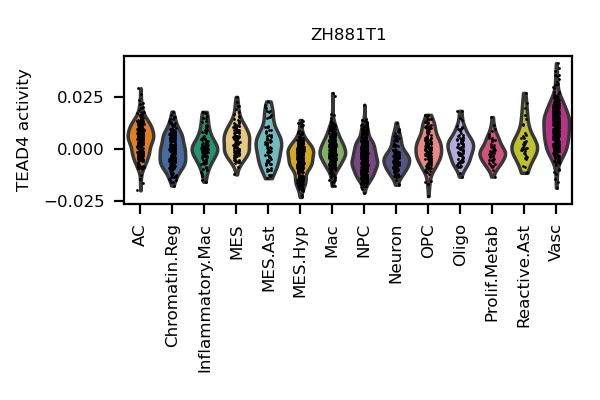 ZH881T1
TEAD4 activity
0.025
0.000
−0.025
AC
Chromatin.Reg
Inflammatory.Mac
MES
MES.Ast
MES.Hyp
Mac
NPC
Neuron
OPC
Oligo
Prolif.Metab
Reactive.Ast
Vasc